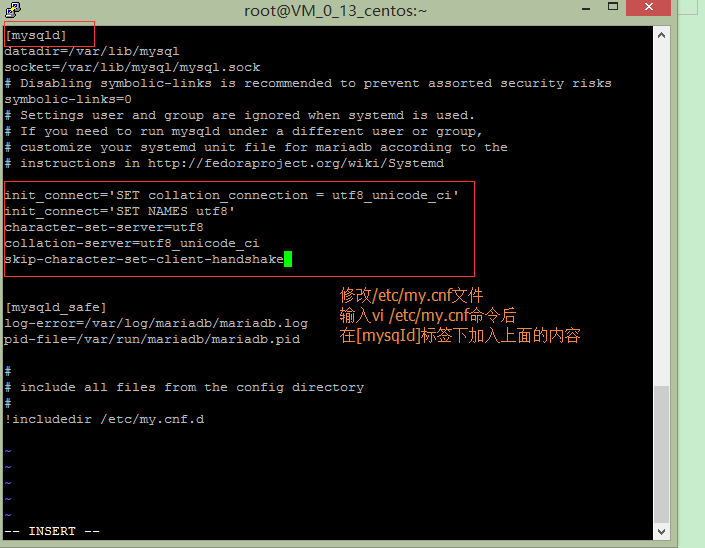 root@VM_0_13_centos:~
[mysqld]
datadir=/var/lib/mysql
socket=/var/lib/mysql/mysql.sock
# Disabling symbolic-links is recommended to prevent assorted security risks
symbolic-links=0
# Settings user and group are ignored when systemd is used.
# If you need to run mysqld under a different user or group,
# customize your systemd unit file for mariadb according to the
# instructions in http://fedoraproject.org/wiki/Systemd
init_connect='SET collation_connection = utf8_unicode_ci'
init_connect='SET NAMES utf8'
character-set-server=utf8
collation-server=utf8_unicode_ci
skip-character-set-client-handshake
修改/etc/my.cnf文件
输入vi /etc/my.cnf命令后
在[mysqId]标签下加入上面的内容
[mysqld_safe]
log-error=/var/log/mariadb/mariadb.log
pid-file=/var/run/mariadb/mariadb.pid
#
# include all files from the config directory
#
!includedir /etc/my.cnf.d
~
~
~
~
~
-- INSERT --